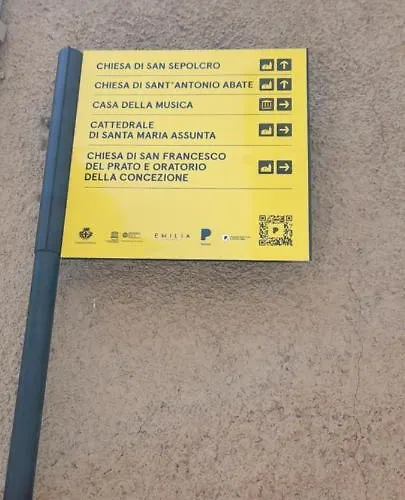 CHIESA DI SAN SEPOLCRO
CHIESA DI SANT'ANTONIO ABATE
CASA DELLA MUSICA
CATTEDRALE
DI SANTA MARIA ASSUNTA
CHIESA DI SAN FRANCESCO
DEL PRATO E ORATORIO
DELLA CONCEZIONE
EMILIA
P
P